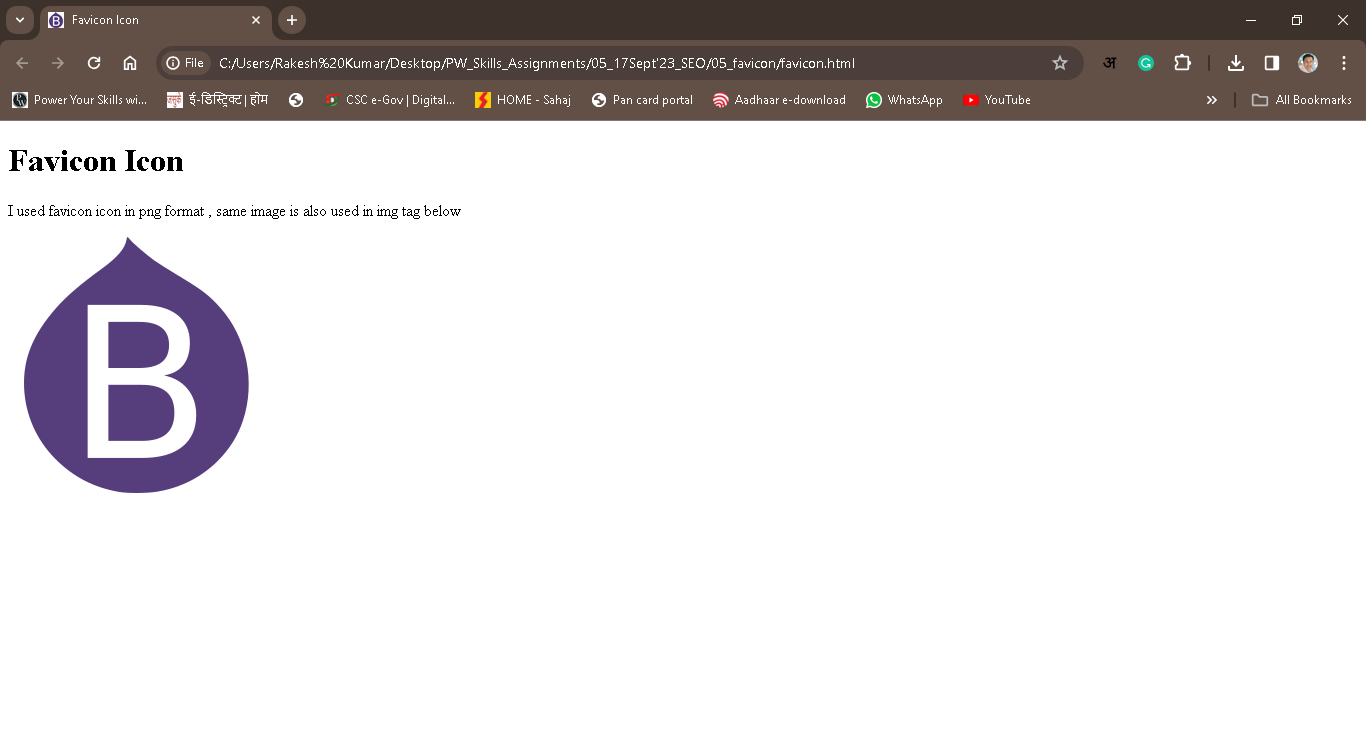 Favicon Icon
File C:/Users/Rakesh%20Kumar/Desktop/PW_Skills_Assignments/05_17Sept'23_SEO/05_favicon/favicon.html अ G
Power Your Skills wi... ई-डिस्ट्रिक्ट | होम CSC e-Gov | Digital... HOME - Sahaj Pan card portal Aadhaar e-download WhatsApp YouTube » All Bookmarks
Favicon Icon
I used favicon icon in png format , same image is also used in img tag below
B